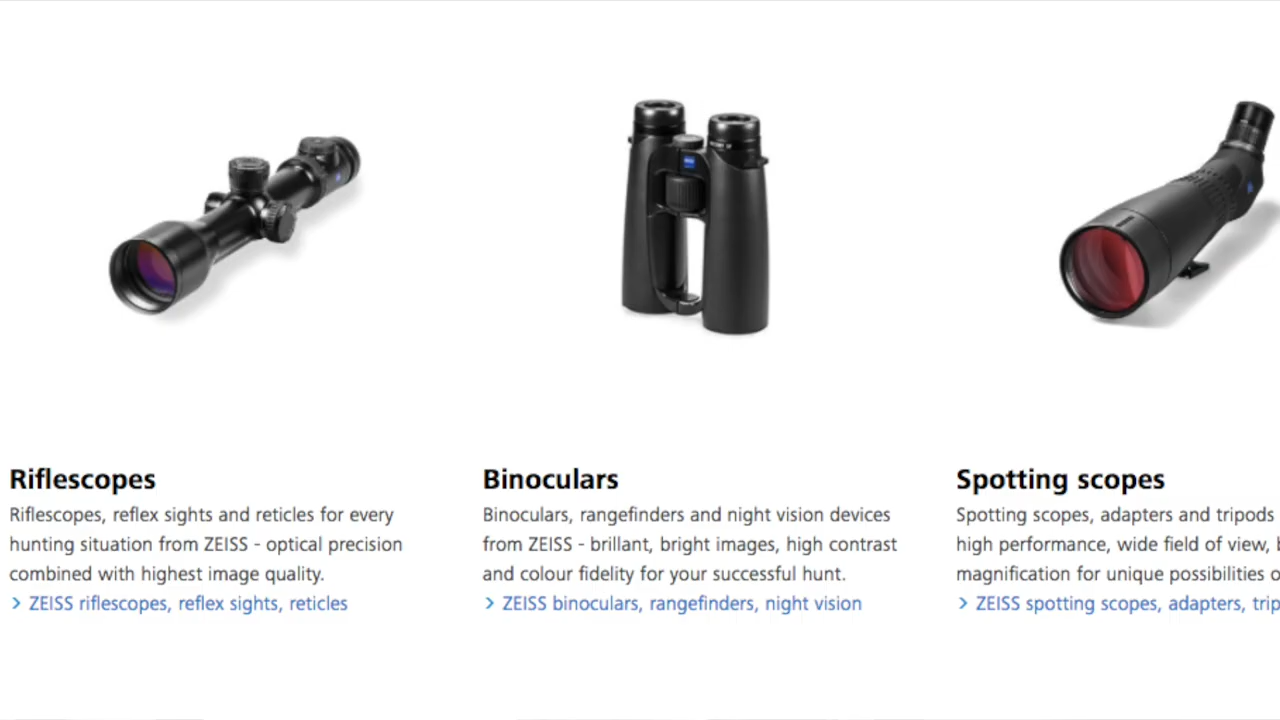 Riflescopes
Riflescopes, reflex sights and reticles for every
hunting situation from ZEISS - optical precision
combined with highest image quality.
> ZEISS riflescopes, reflex sights, reticles
Binoculars
Binoculars, rangefinders and night vision devices
from ZEISS - brillant, bright images, high contrast
and colour fidelity for your successful hunt.
> ZEISS binoculars, rangefinders, night vision
Spotting scopes
Spotting scopes, adapters and tripods
high performance, wide field of view,
magnification for unique possibilities
> ZEISS spotting scopes, adapters,